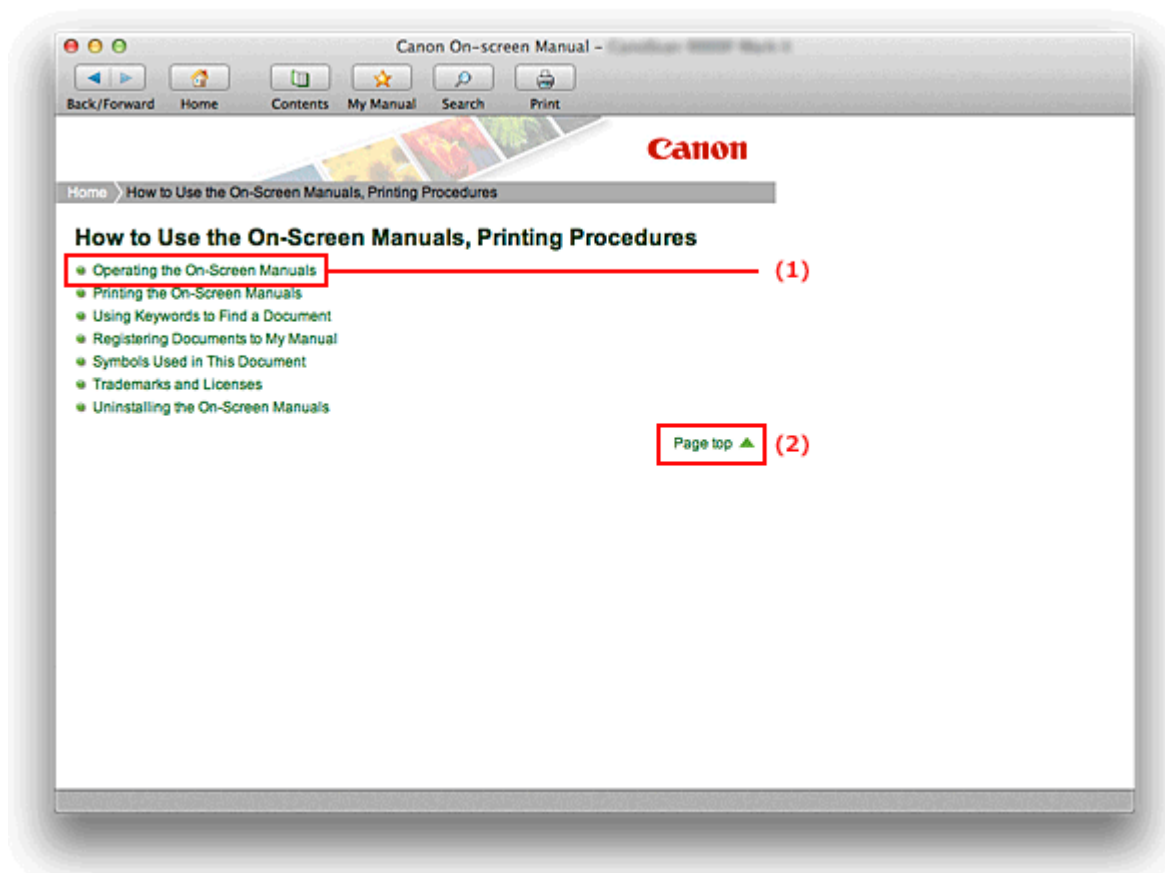 Canon On-screen Manual –
Back/Forward Home Contents My Manual Search Print
Canon
Home How to Use the On-Screen Manuals, Printing Procedures
How to Use the On-Screen Manuals, Printing Procedures
Operating the On-Screen Manuals (1)
Printing the On-Screen Manuals
Using Keywords to Find a Document
Registering Documents to My Manual
Symbols Used in This Document
Trademarks and Licenses
Uninstalling the On-Screen Manuals
Page top (2)